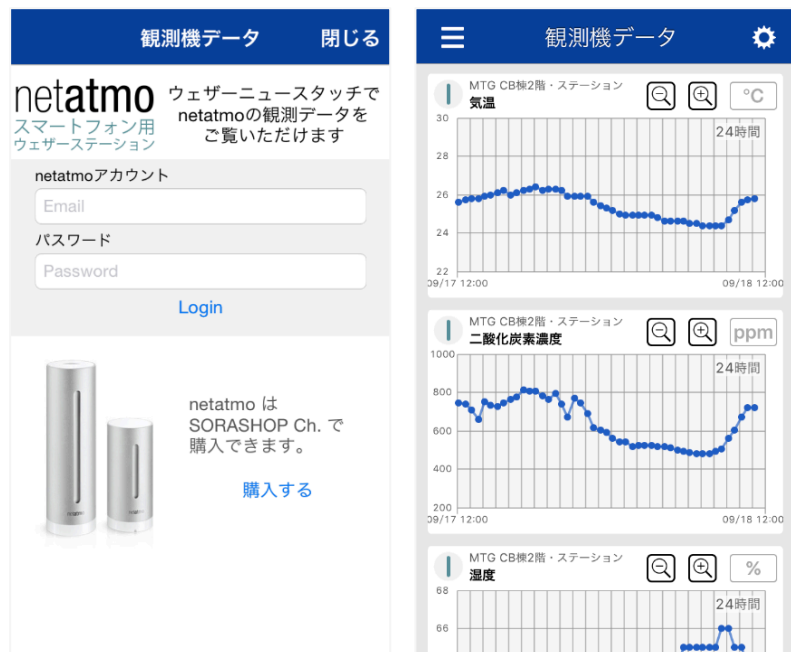 観測機データ
閉じる
netatmo
スマートフォン用
ウェザーステーション
ウェザーニュースタッチで
netatmoの観測データを
ご覧いただけます
netatmoアカウント
Email
パスワード
Password
Login
netatmo は
SORASHOP Ch. で
購入できます。
購入する
観測機データ
MTG CB棟2階・ステーション
気温
℃
24時間
30
28
26
24
22
09/17 12:00
09/18 12:00
MTG CB棟2階・ステーション
二酸化炭素濃度
ppm
24時間
1000
800
600
400
200
09/17 12:00
09/18 12:00
MTG CB棟2階・ステーション
湿度
%
24時間
68
66